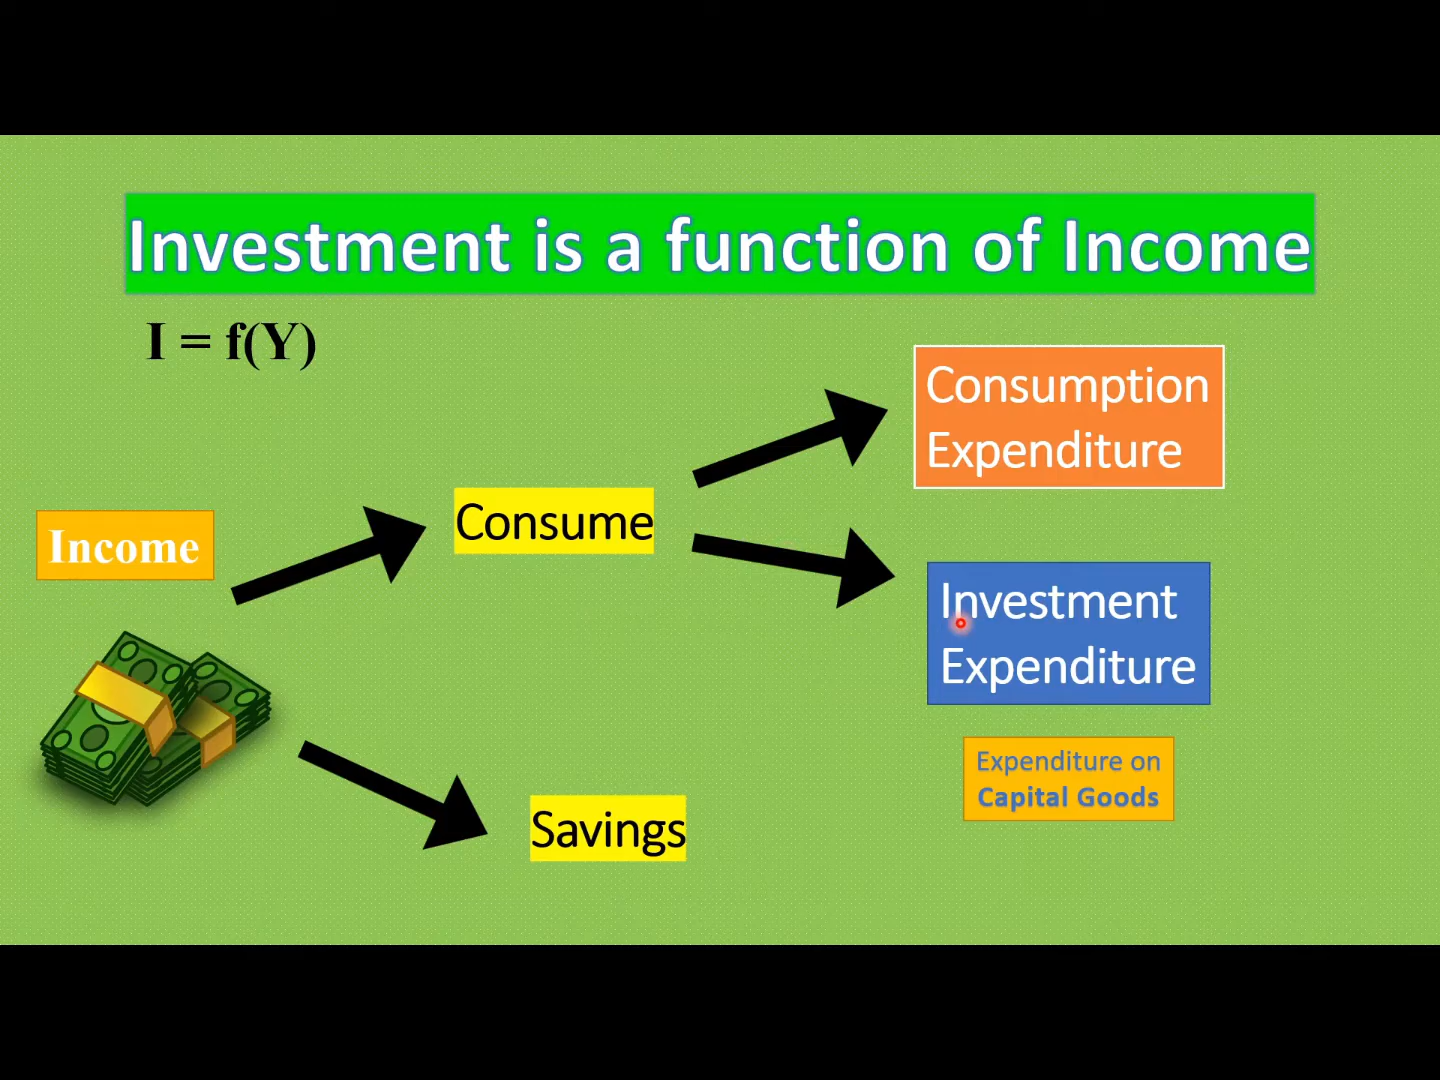 Investment is a function of Income
I = f(Y)
Consumption
Expenditure
Consume
Income
Investment
Expenditure
Expenditure on
Capital Goods
Savings